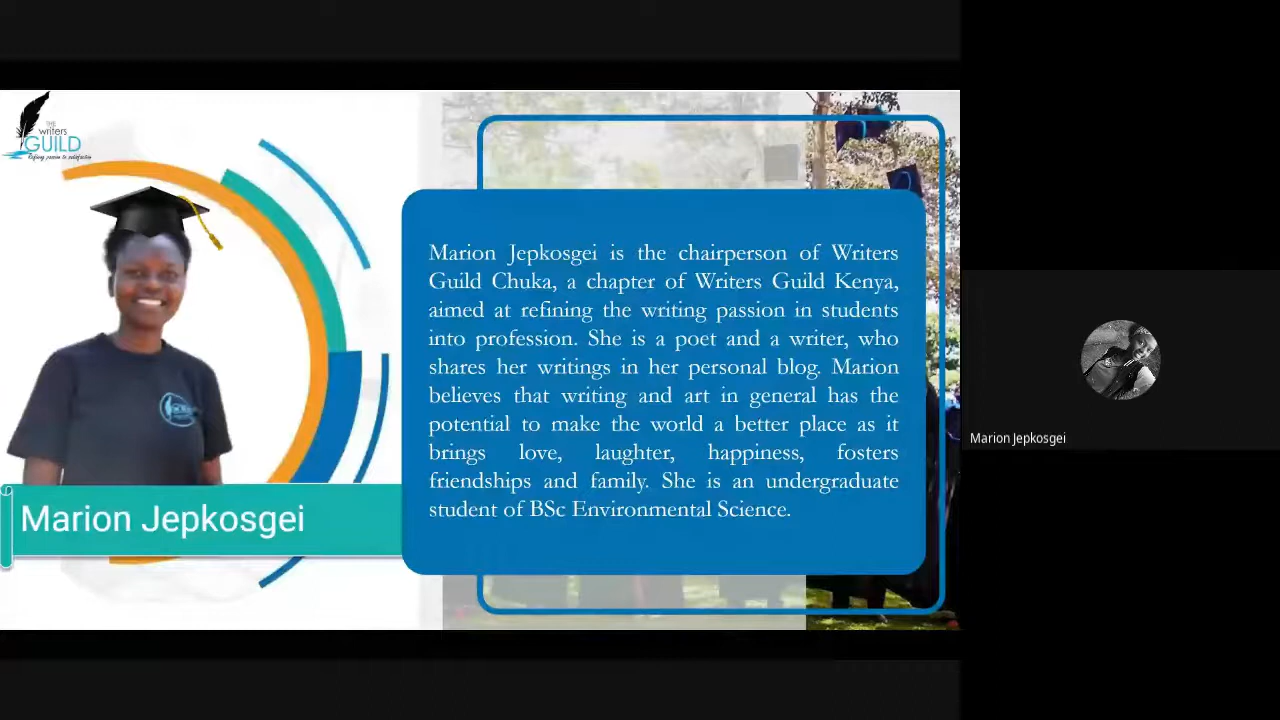 THE
writers
GUILD
Refining passion to satisfaction
Marion Jepkosgei is the chairperson of Writers
Guild Chuka, a chapter of Writers Guild Kenya,
aimed at refining the writing passion in students
into profession. She is a poet and a writer, who
shares her writings in her personal blog. Marion
believes that writing and art in general has the
potential to make the world a better place as it
brings love, laughter, happiness, fosters
friendships and family. She is an undergraduate
student of BSc Environmental Science.
Marion Jepkosgei
Marion Jepkosgei